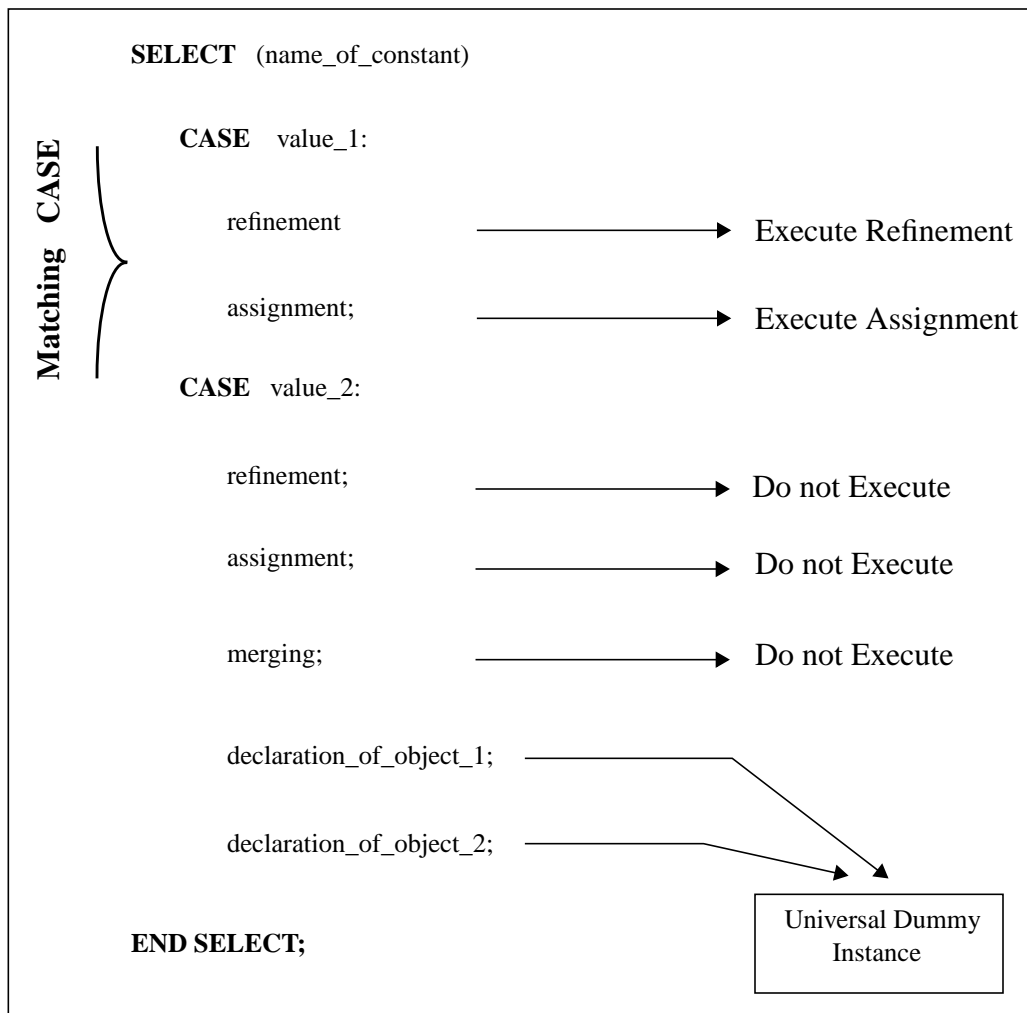 SELECT (name_of_constant)
Matching CASE
CASE value_1:
refinement
Execute Refinement
assignment;
Execute Assignment
CASE value_2:
refinement;
Do not Execute
assignment;
Do not Execute
merging;
Do not Execute
declaration_of_object_1;
declaration_of_object_2;
Universal Dummy
Instance
END SELECT;